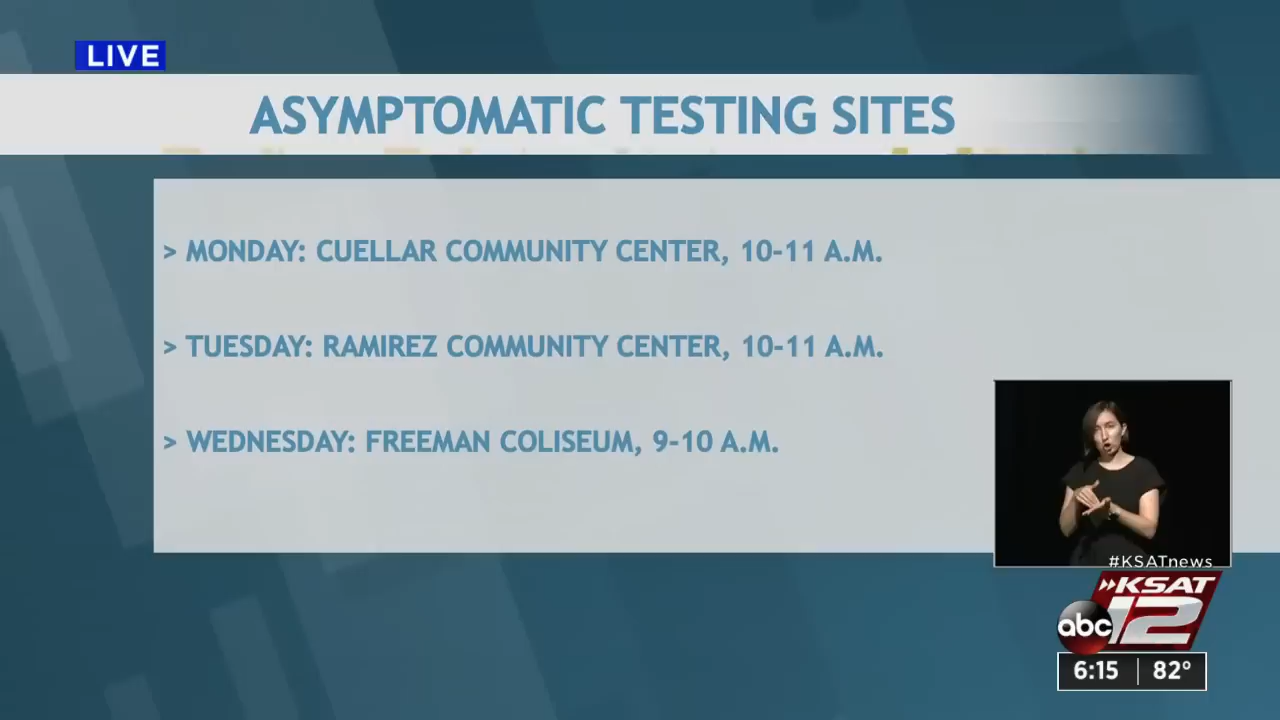 LIVE
ASYMPTOMATIC TESTING SITES
> MONDAY: CUELLAR COMMUNITY CENTER, 10-11 A.M.
> TUESDAY: RAMIREZ COMMUNITY CENTER, 10-11 A.M.
> WEDNESDAY: FREEMAN COLISEUM, 9-10 A.M.
#KSATnews
KSAT
abc 12
6:15 82°